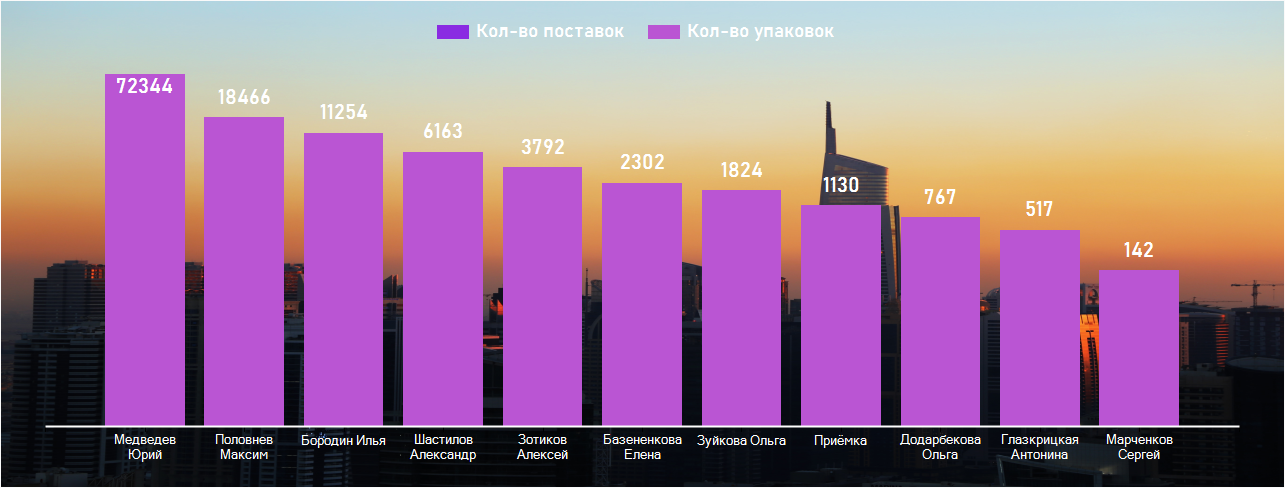 Кол-во поставок Кол-во упаковок
72344
18466
11254
6163
3792
2302
1824
1130
767
517
142
Медведев
Юрий
Половнев
Максим
Бородин Илья
Шастилов
Александр
Зотиков
Алексей
Базененкова
Елена
Зуйкова Ольга
Приёмка
Додарбекова
Ольга
Глазкрицкая
Антонина
Марченков
Сергей